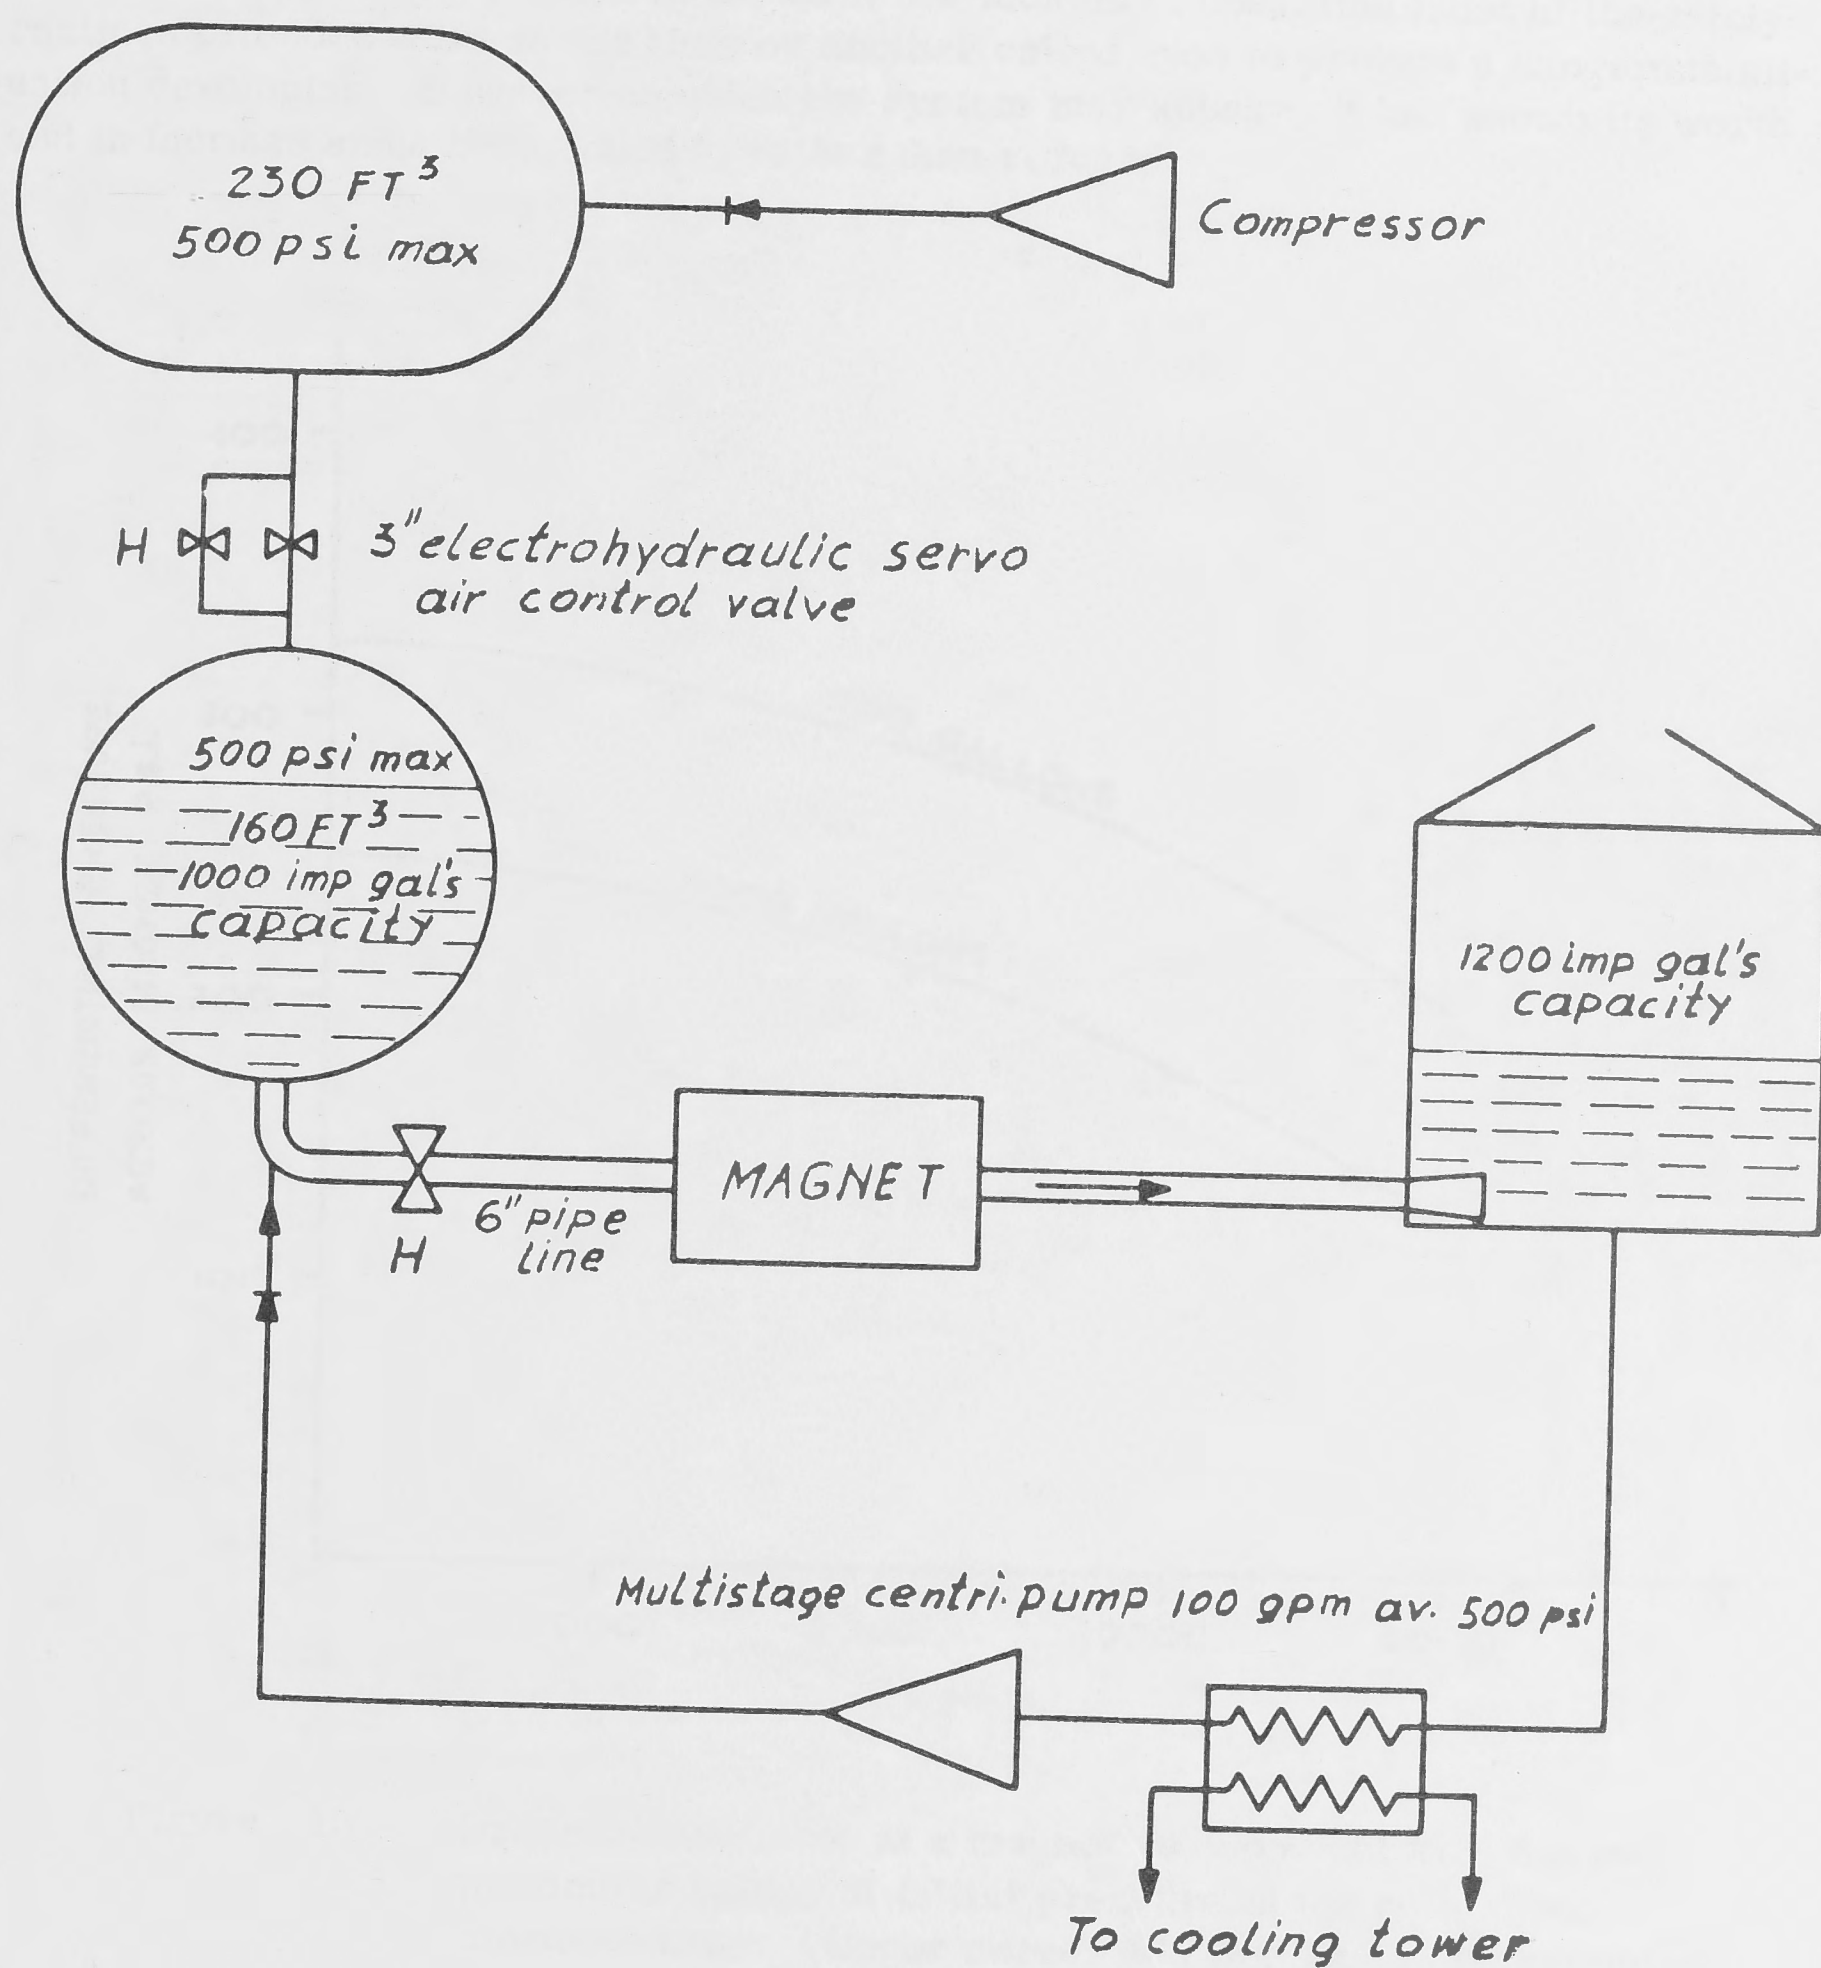 230 FT³
500 psi max
Compressor
H
3" electrohydraulic servo
air control valve
500 psi max
160 FT³
1000 imp gal's
capacity
1200 imp gal's
capacity
MAGNET
6" pipe
line
H
Multistage centri. pump 100 gpm av. 500 psi
To cooling tower